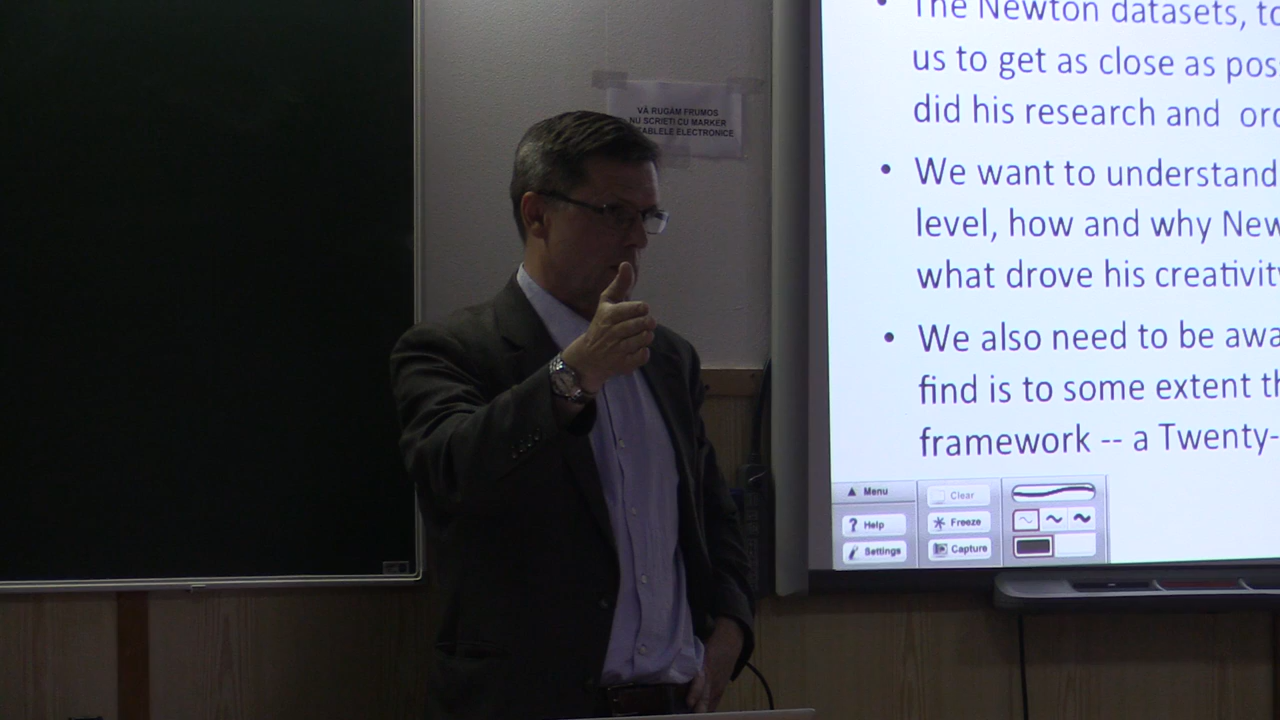 VĂ RUGĂM FRUMOS
NU SCRIEȚI CU MARKER
TABLELE ELECTRONICE
• The Newton datasets, to
us to get as close as pos
did his research and ord
• We want to understand
level, how and why New
what drove his creativity
• We also need to be awa
find is to some extent th
framework -- a Twenty-
Menu
Help
Settings
Clear
Freeze
Capture